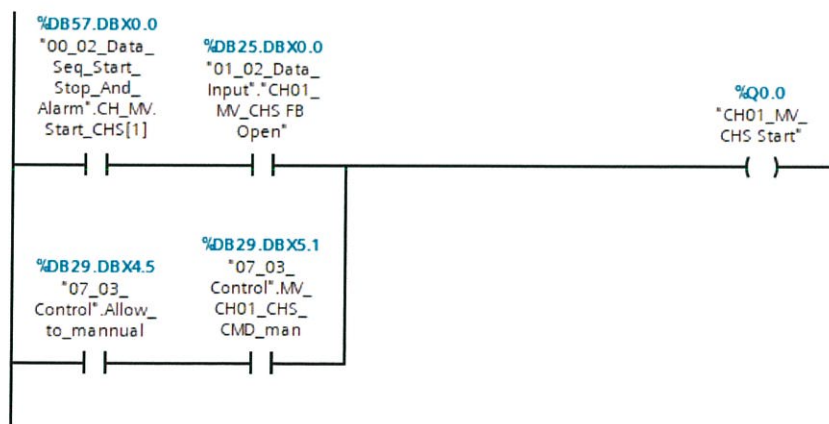 %DB57.DBX0.0
"00_02_Data_
Seq_Start_
Stop_And_
Alarm".CH_MV.
Start_CHS[1]
%DB25.DBX0.0
"01_02_Data_
Input"."CH01_
MV_CHS FB
Open"
%Q0.0
"CH01_MV_
CHS Start"
%DB29.DBX4.5
"07_03_
Control".Allow_
to_mannual
%DB29.DBX5.1
"07_03_
Control".MV_
CH01_CHS_
CMD_man